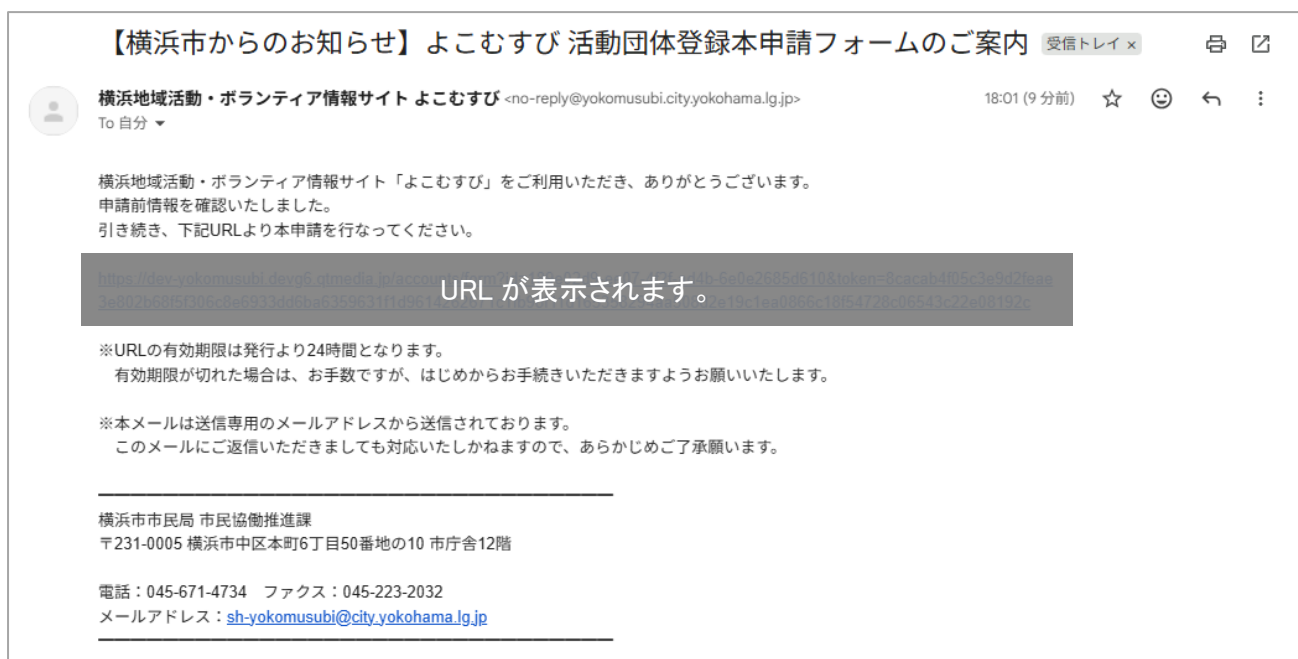 【横浜市からのお知らせ】よこむすび 活動団体登録本申請フォームのご案内 受信トレイ ×
横浜地域活動・ボランティア情報サイト よこむすび <no-reply@yokomusubi.city.yokohama.lg.jp>
18:01 (9 分前)
To 自分
横浜地域活動・ボランティア情報サイト「よこむすび」をご利用いただき、ありがとうございます。
申請前情報を確認いたしました。
引き続き、下記URLより本申請を行なってください。
URL が表示されます。
※URLの有効期限は発行より24時間となります。
有効期限が切れた場合は、お手数ですが、はじめからお手続きいただきますようお願いいたします。
※本メールは送信専用のメールアドレスから送信されております。
このメールにご返信いただきましても対応いたしかねますので、あらかじめご了承願います。
横浜市市民局 市民協働推進課
〒231-0005 横浜市中区本町6丁目50番地の10 市庁舎12階
電話：045-671-4734　ファクス：045-223-2032
メールアドレス：sh-yokomusubi@city.yokohama.lg.jp